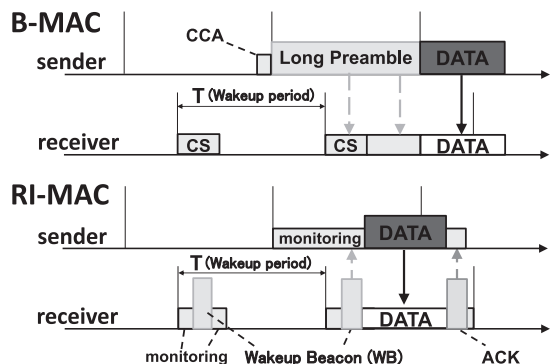 B-MAC
CCA
sender
Long Preamble
DATA
T (Wakeup period)
receiver
CS
CS
DATA
RI-MAC
sender
monitoring
DATA
T (Wakeup period)
receiver
DATA
monitoring
Wakeup Beacon (WB)
ACK